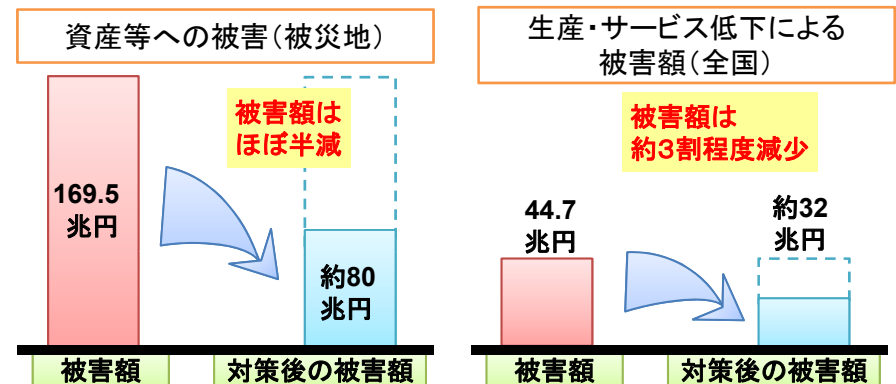 資産等への被害（被災地）
被害額は
ほぼ半減
169.5
兆円
約80
兆円
被害額
対策後の被害額
生産・サービス低下による
被害額（全国）
被害額は
約３割程度減少
44.7
兆円
約32
兆円
被害額
対策後の被害額